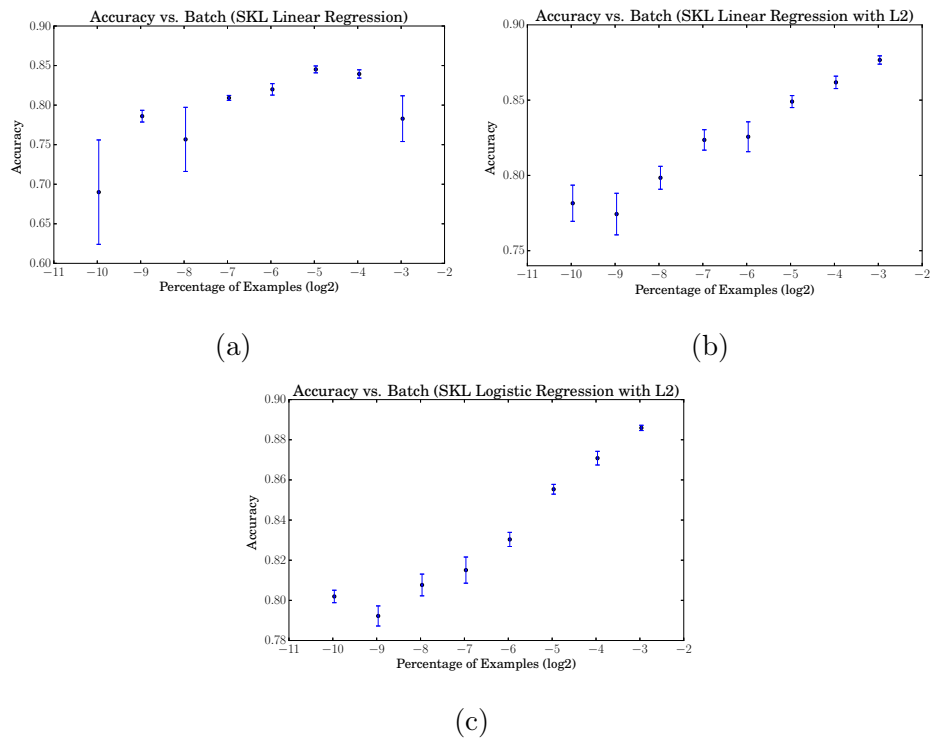 Accuracy vs. Batch (SKL Linear Regression)
0.90
0.85
0.80
0.75
0.70
0.65
0.60
Accuracy
−11 −10 −9 −8 −7 −6 −5 −4 −3 −2
Percentage of Examples (log2)
(a)
Accuracy vs. Batch (SKL Linear Regression with L2)
0.90
0.85
0.80
0.75
Accuracy
−11 −10 −9 −8 −7 −6 −5 −4 −3 −2
Percentage of Examples (log2)
(b)
Accuracy vs. Batch (SKL Logistic Regression with L2)
0.90
0.88
0.86
0.84
0.82
0.80
0.78
Accuracy
−11 −10 −9 −8 −7 −6 −5 −4 −3 −2
Percentage of Examples (log2)
(c)